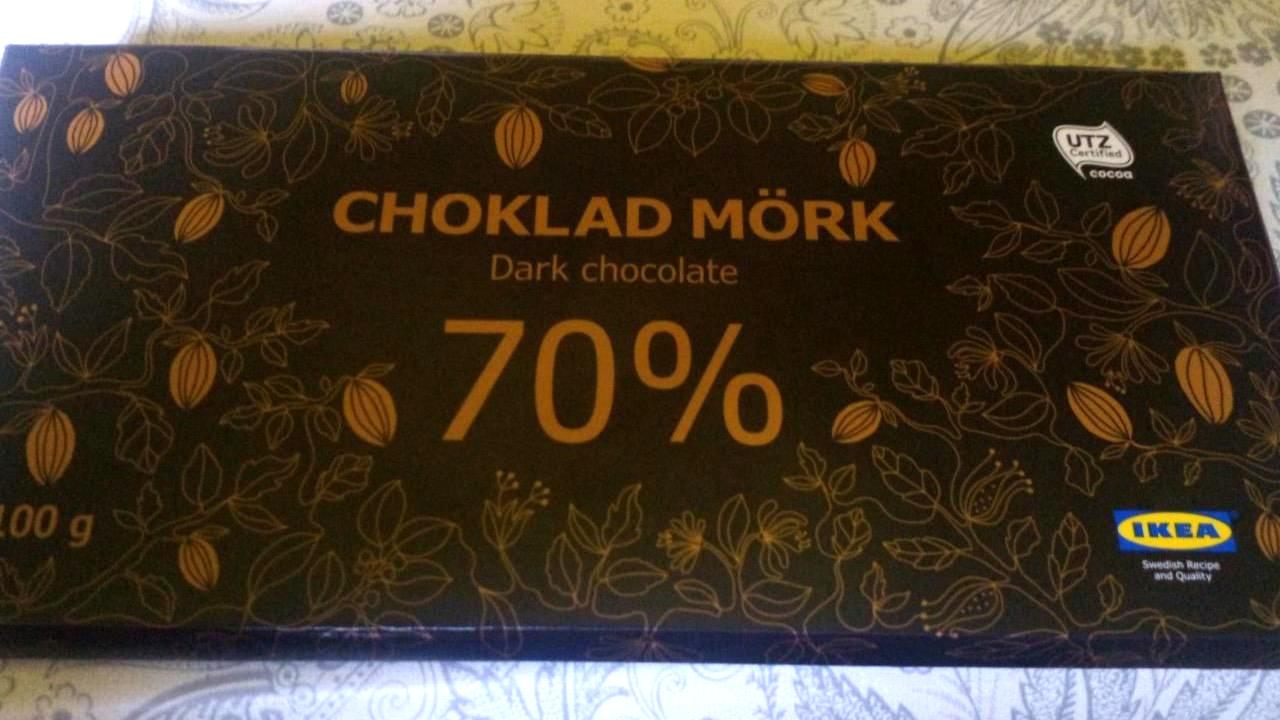 UTZ
Certified
cocoa
CHOKLAD MÖRK
Dark chocolate
70%
100 g
IKEA
Swedish Recipe
and Quality